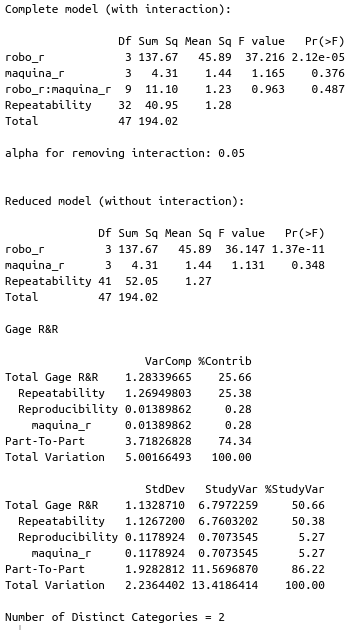 Complete model (with interaction):
Df Sum Sq Mean Sq F value Pr(>F)
robo_r 3 137.67 45.89 37.216 2.12e-05
maquina_r 3 4.31 1.44 1.165 0.376
robo_r:maquina_r 9 11.10 1.23 0.963 0.487
Repeatability 32 40.95 1.28
Total 47 194.02
alpha for removing interaction: 0.05
Reduced model (without interaction):
Df Sum Sq Mean Sq F value Pr(>F)
robo_r 3 137.67 45.89 36.147 1.37e-11
maquina_r 3 4.31 1.44 1.131 0.348
Repeatability 41 52.05 1.27
Total 47 194.02
Gage R&R
VarComp %Contrib
Total Gage R&R 1.28339665 25.66
Repeatability 1.26949803 25.38
Reproducibility 0.01389862 0.28
maquina_r 0.01389862 0.28
Part-To-Part 3.71826828 74.34
Total Variation 5.00166493 100.00
StdDev StudyVar %StudyVar
Total Gage R&R 1.1328710 6.7972259 50.66
Repeatability 1.1267200 6.7603202 50.38
Reproducibility 0.1178924 0.7073545 5.27
maquina_r 0.1178924 0.7073545 5.27
Part-To-Part 1.9282812 11.5696870 86.22
Total Variation 2.2364402 13.4186414 100.00
Number of Distinct Categories = 2